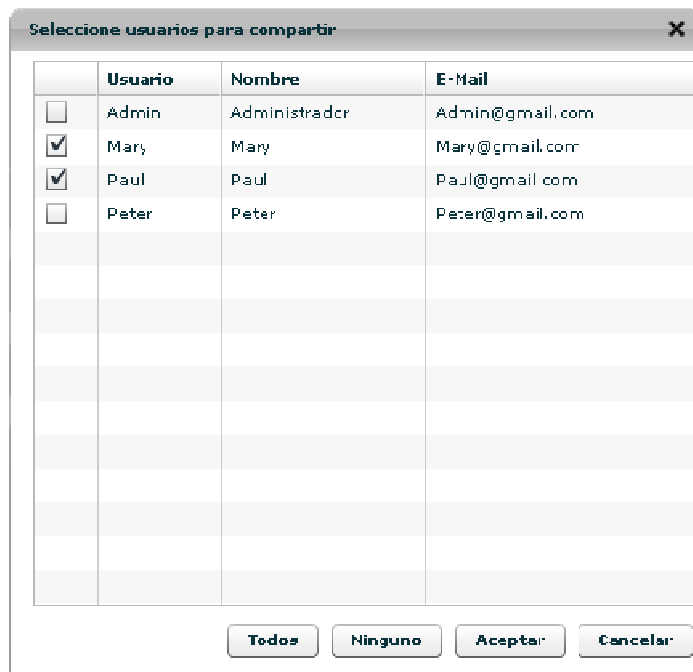 Seleccione usuarios para compartir
Usuario Nombre E-Mail
Admin Administrador Admin@gmail.com
Mary Mary Mary@gmail.com
Paul Paul Paul@gmail.com
Peter Peter Peter@gmail.com
Todos Ninguno Aceptar Cancelar